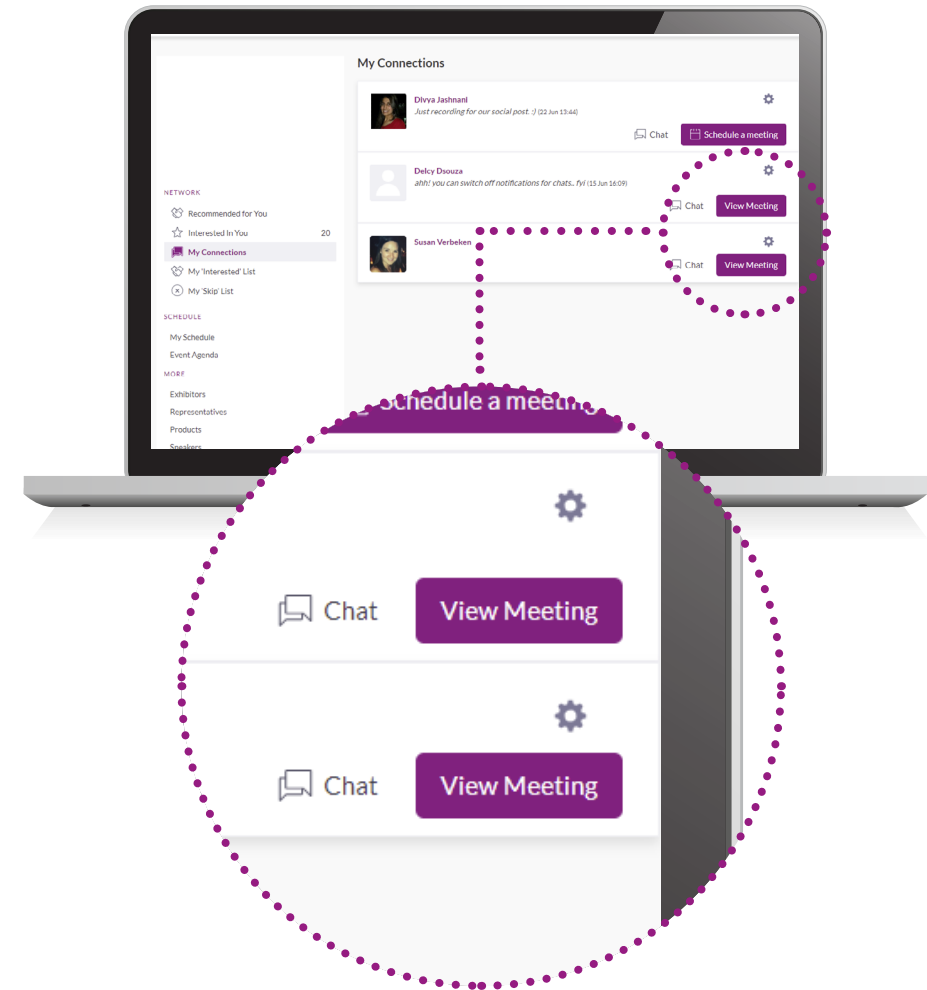 My Connections
Divya Jashnani
Just recording for our social post. :) (22 Jun 13:44)
Chat
Schedule a meeting
Delcy Dsouza
ahh! you can switch off notifications for chats.. fyi (15 Jun 16:09)
Chat
View Meeting
Susan Verbeken
Chat
View Meeting
NETWORK
Recommended for You
Interested In You 20
My Connections
My 'Interested' List
My 'Skip' List
SCHEDULE
My Schedule
Event Agenda
MORE
Exhibitors
Representatives
Products
Speakers
Schedule a meeting
Chat
View Meeting
Chat
View Meeting